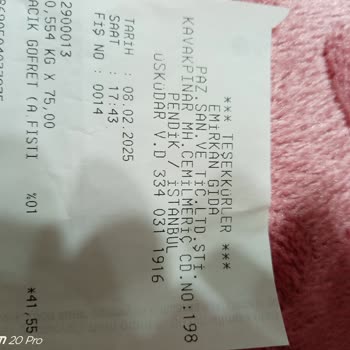 *** TEŞEKKÜRLER ***
EMİRKAN GIDA
PAZ.SAN.VE TİC.LTD.ŞTİ.
KAVAKPINAR MH.CEMİLMERİÇ CD.NO:198
PENDİK / İSTANBUL
ÜSKÜDAR V.D 334 031 1916
TARİH : 08.02.2025
SAAT : 17:43
FİŞ NO : 0014
2900013
0,554 KG X 75,00
AÇIK GOFRET (A.FISTI %01 *41,55
20 Pro